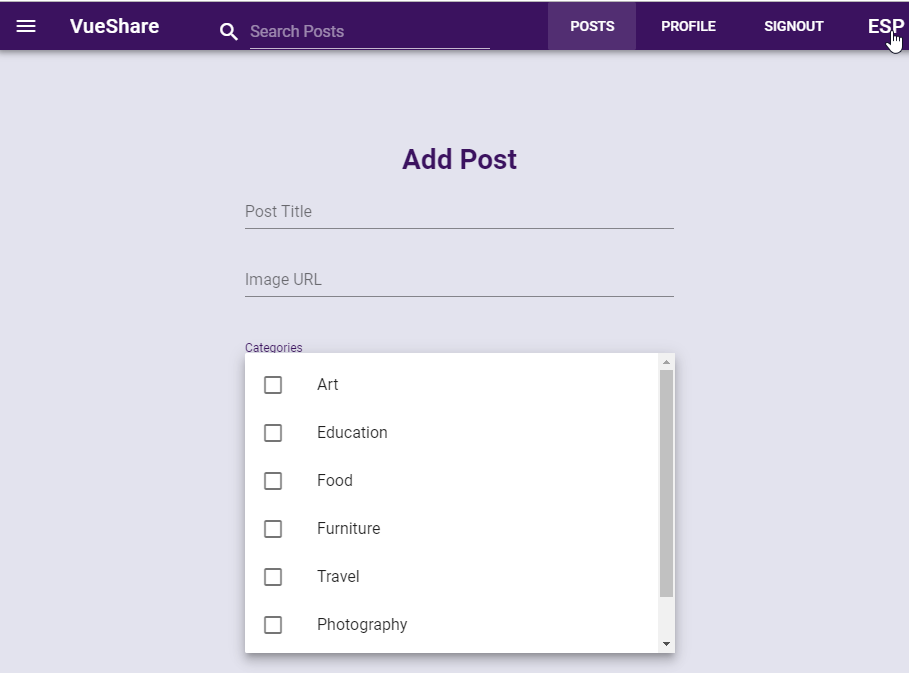 VueShare
Search Posts
POSTS
PROFILE
SIGNOUT
ESP
Add Post
Post Title
Image URL
Categories
Art
Education
Food
Furniture
Travel
Photography